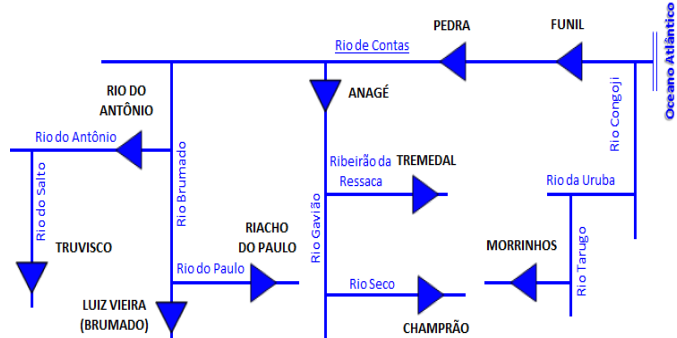 PEDRA
FUNIL
Rio de Contas
Oceano Atlântico
ANAGÉ
RIO DO
ANTÔNIO
Rio do Antônio
Rio Congoji
Rio do Salto
Rio Brumado
Ribeirão da
Ressaca
TREMEDAL
Rio da Uruba
RIACHO
DO PAULO
Rio Gavião
TRUVISCO
MORRINHOS
Rio Tarugo
Rio do Paulo
Rio Seco
LUIZ VIEIRA
(BRUMADO)
CHAMPRÃO